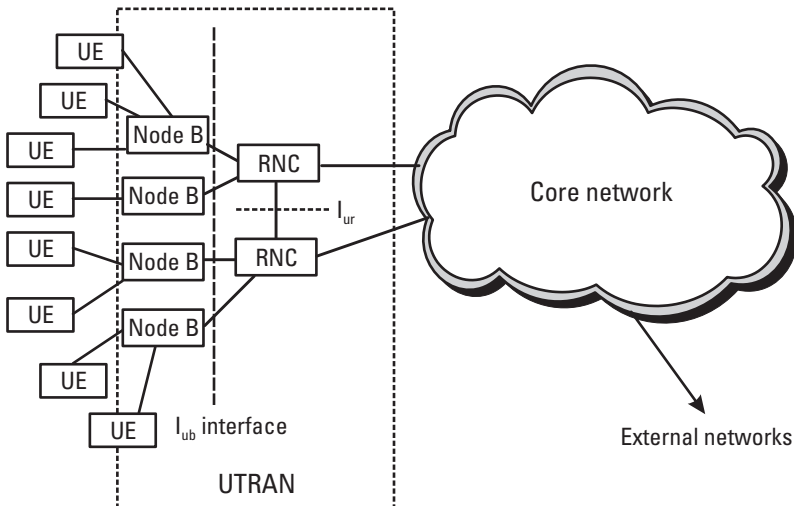 UE
UE
Node B
UE
RNC
UE
Node B
Core network
I_ur
UE
Node B
RNC
UE
Node B
UE
UE
I_ub interface
External networks
UTRAN